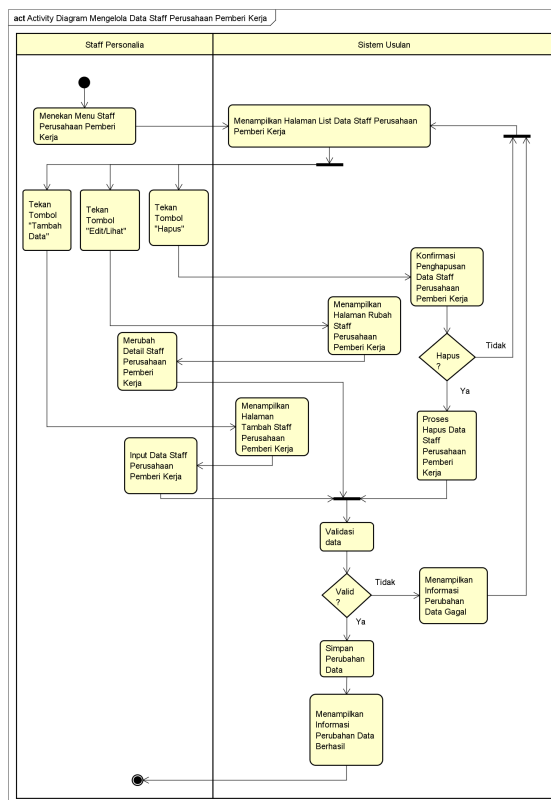 act Activity Diagram Mengelola Data Staff Perusahaan Pemberi Kerja
Staff Personalia
Sistem Usulan
Menekan Menu Staff
Perusahaan Pemberi
Kerja
Menampilkan Halaman List Data Staff Perusahaan
Pemberi Kerja
Tekan
Tombol
"Tambah
Data"
Tekan
Tombol
"Edit/Lihat"
Tekan
Tombol
"Hapus"
Konfirmasi
Penghapusan
Data Staff
Perusahaan
Pemberi Kerja
Menampilkan
Halaman Rubah
Staff
Perusahaan
Pemberi Kerja
Merubah
Detail Staff
Perusahaan
Pemberi
Kerja
Hapus
?
Tidak
Ya
Menampilkan
Halaman
Tambah Staff
Perusahaan
Pemberi Kerja
Proses
Hapus Data
Staff
Perusahaan
Pemberi
Kerja
Input Data Staff
Perusahaan
Pemberi Kerja
Validasi
data
Valid
?
Tidak
Ya
Menampilkan
Informasi
Perubahan
Data Gagal
Simpan
Perubahan
Data
Menampilkan
Informasi
Perubahan Data
Berhasil